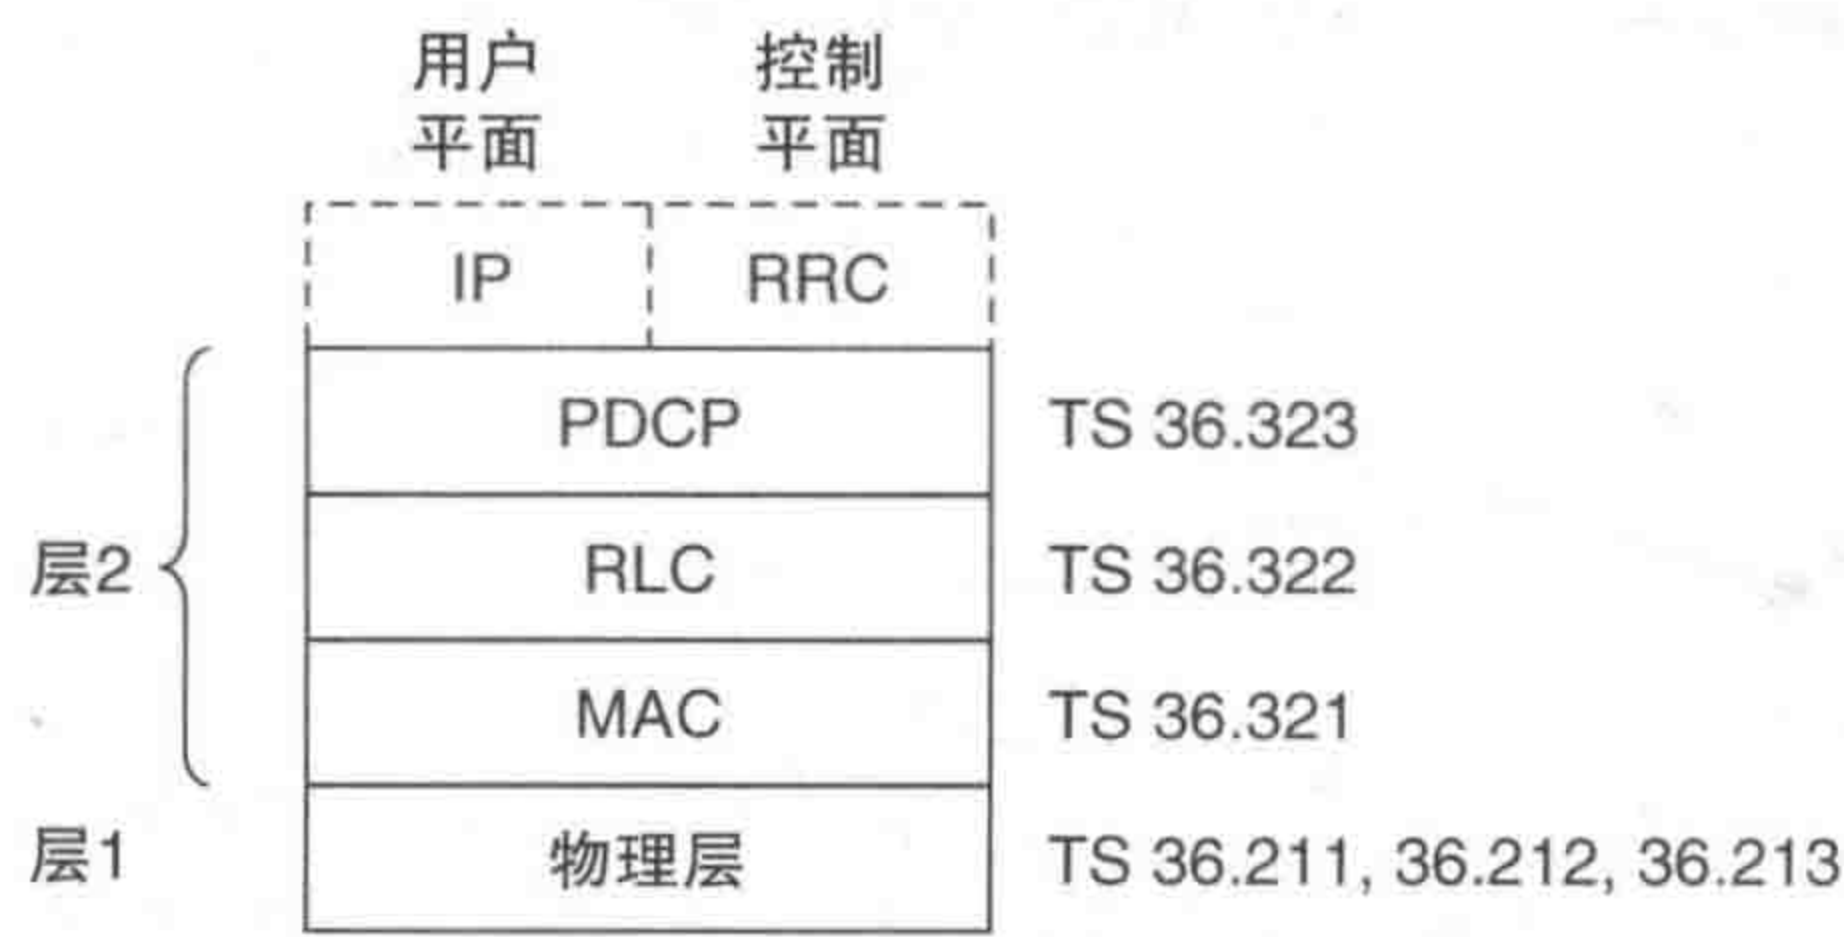 用户 控制
平面 平面
IP RRC
PDCP TS 36.323
层2 RLC TS 36.322
MAC TS 36.321
层1 物理层 TS 36.211, 36.212, 36.213